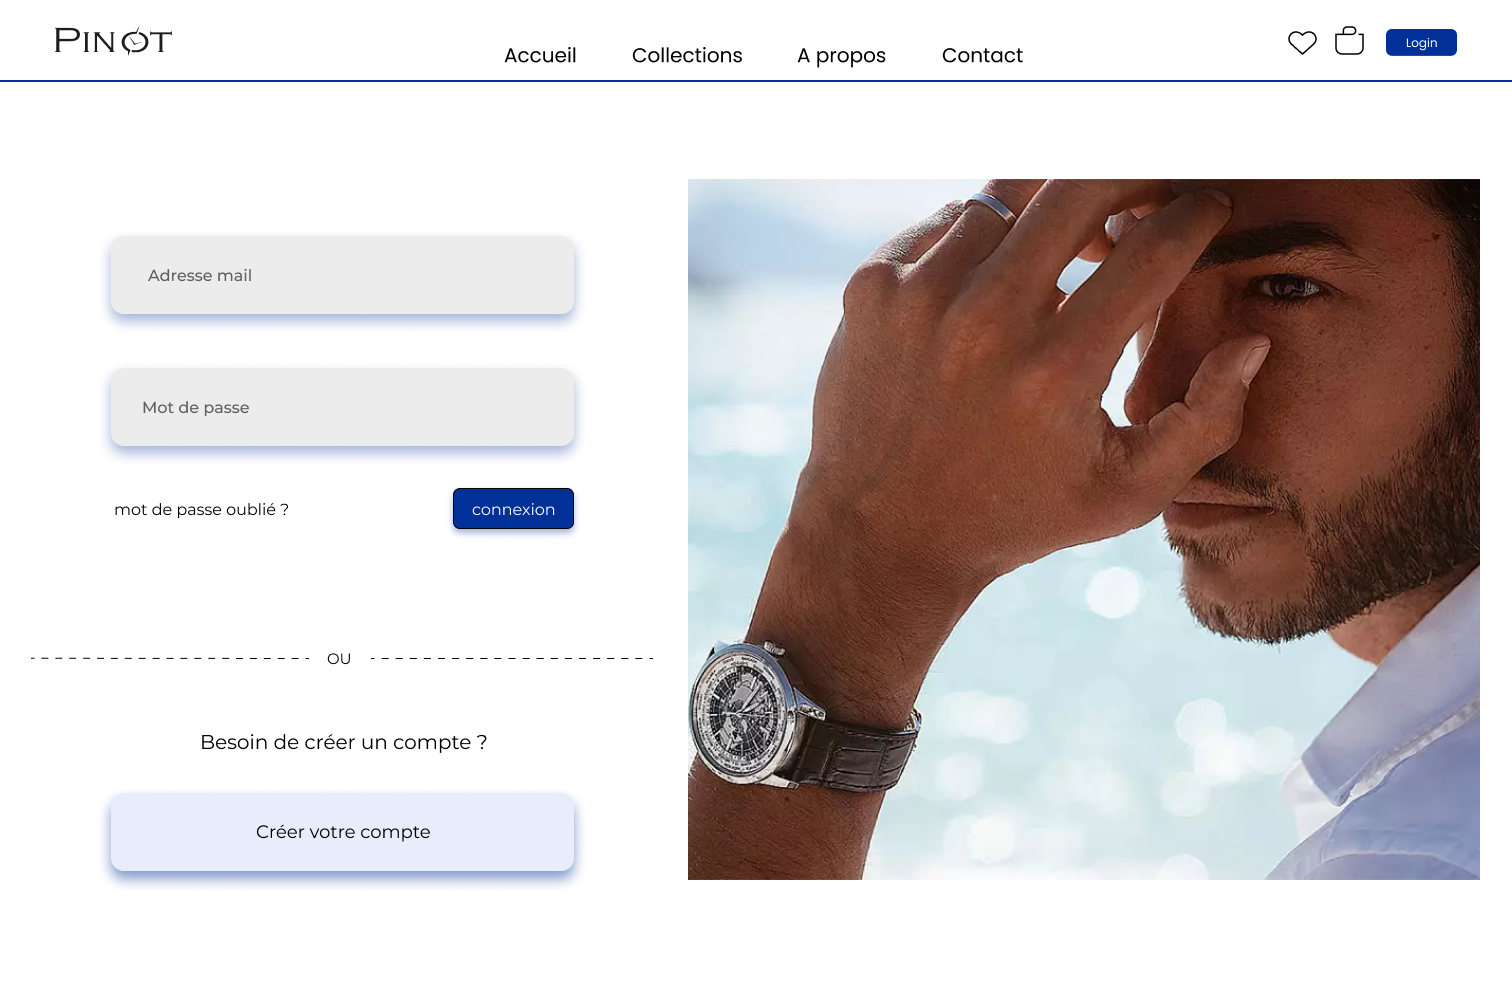 PINOT
Accueil
Collections
A propos
Contact
Login
Adresse mail
Mot de passe
mot de passe oublié ?
connexion
OU
Besoin de créer un compte ?
Créer votre compte